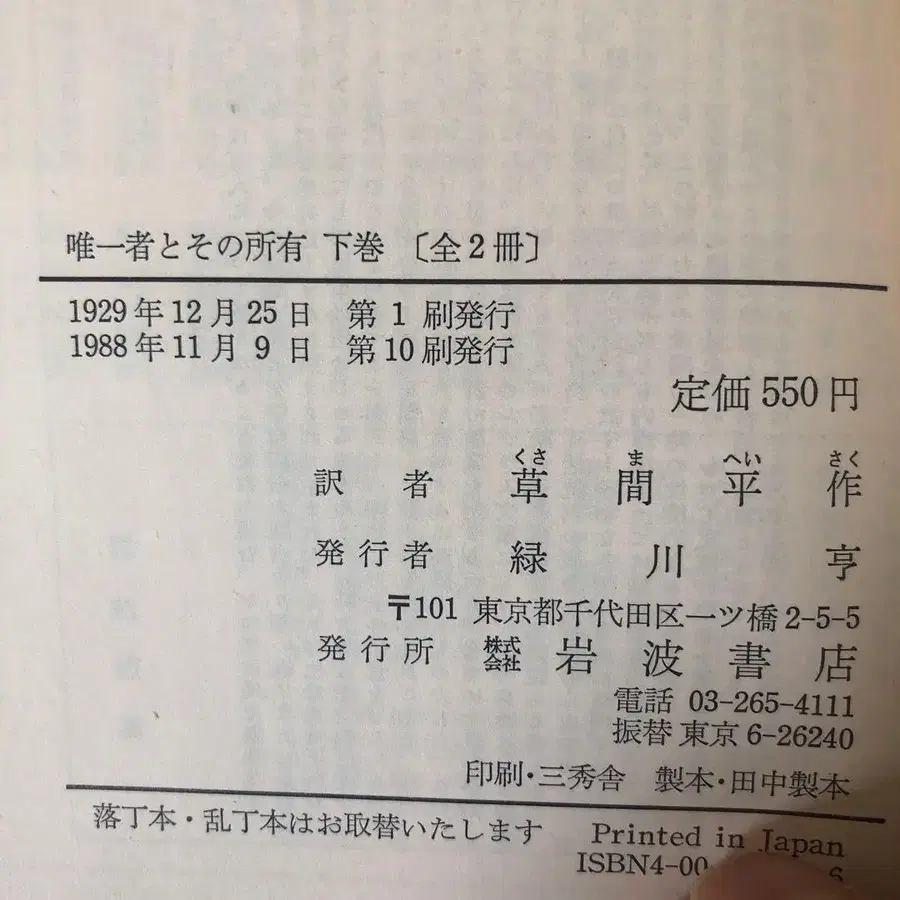 唯一者とその所有 下巻 〔全2冊〕
1929年12月25日 第1刷発行
1988年11月9日 第10刷発行
定価550円
くさ ま へい さく
訳者 草間平作
発行者 緑川亨
〒101 東京都千代田区一ツ橋2-5-5
発行所 株式会社 岩波書店
電話 03-265-4111
振替 東京6-26240
印刷・三秀舎 製本・田中製本
落丁本・乱丁本はお取替いたします Printed in Japan
ISBN4-00